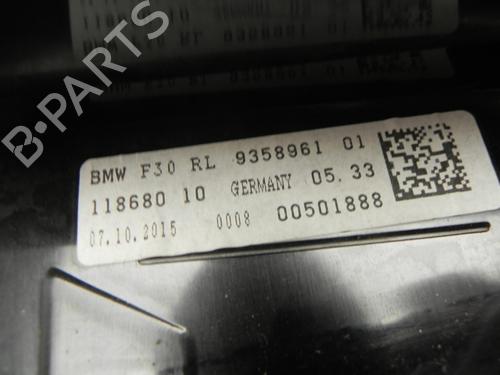 B-PARTS
BMW F30 RL 9358961 01
118680 10 GERMANY 05.33
07.10.2015 0008 00501888